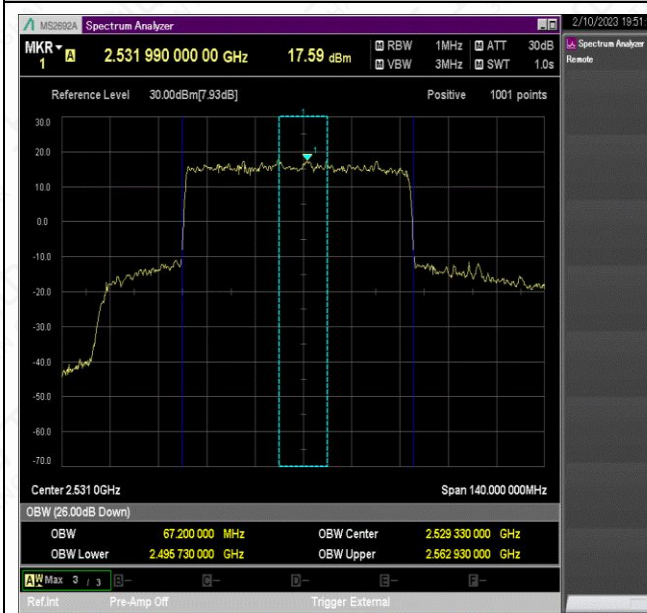 MS2692A Spectrum Analyzer
2/10/2023 19:51:
MKR 1 A 2.531 990 000 00 GHz 17.59 dBm
M RBW 1MHz M ATT 30dB
M VBW 3MHz M SWT 1.0s
Spectrum Analyzer
Remote
Reference Level 30.00dBm[7.93dB] Positive 1001 points
1
30.0
20.0
1
10.0
0.0
-10.0
-20.0
-30.0
-40.0
-50.0
-60.0
-70.0
Center 2.531 0GHz Span 140.000 000MHz
OBW (26.00dB Down)
OBW 67.200 000 MHz OBW Center 2.529 330 000 GHz
OBW Lower 2.495 730 000 GHz OBW Upper 2.562 930 000 GHz
A W Max 3 / 3 B- C- D- E- F-
Ref.Int Pre-Amp Off Trigger External